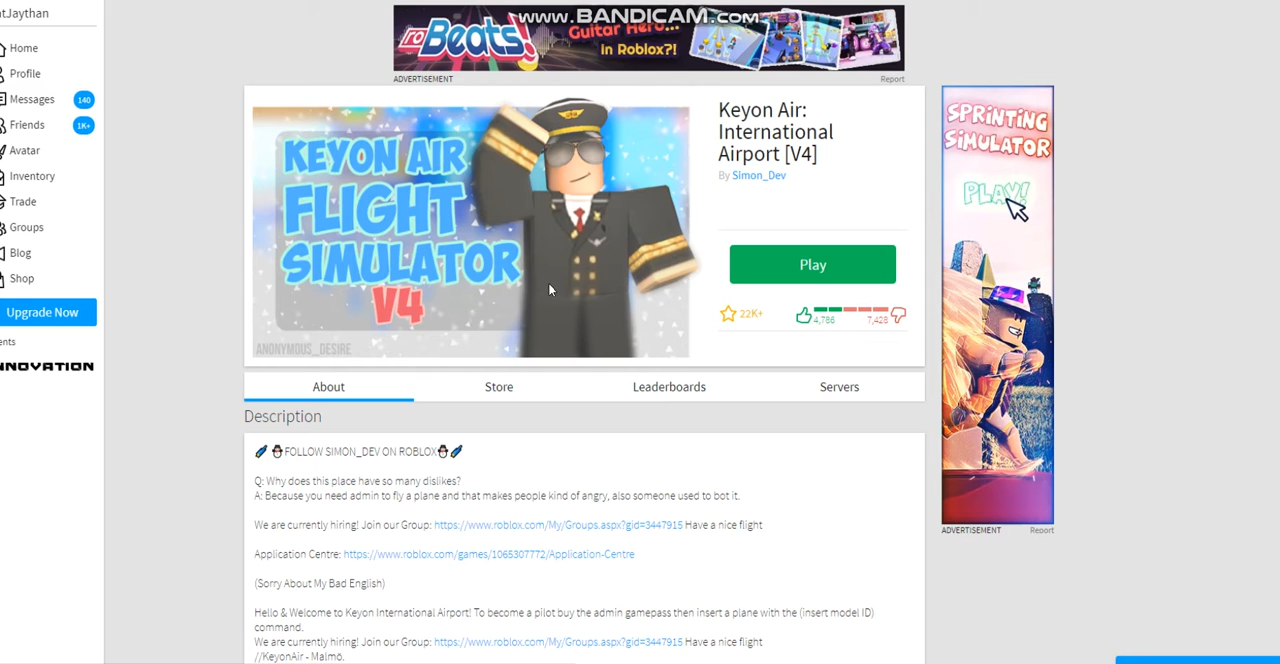 www.BANDICAM.com
tJaythan
roBeats!
Guitar Hero...
in Roblox?!
ADVERTISEMENT
Report
Home
Profile
Messages
140
Friends
1K+
Avatar
Inventory
Trade
Groups
Blog
Shop
Upgrade Now
ents
NNOVATION
KEYON AIR
FLIGHT
SIMULATOR
V4
ANONYMOUS_DESIRE
Keyon Air:
International
Airport [V4]
By Simon_Dev
Play
22K+
4,786
7,428
SPRINTING
SIMULATOR
PLAY!
ADVERTISEMENT
Report
About
Store
Leaderboards
Servers
Description
FOLLOW SIMON_DEV ON ROBLOX
Q: Why does this place have so many dislikes?
A: Because you need admin to fly a plane and that makes people kind of angry, also someone used to bot it.
We are currently hiring! Join our Group: https://www.roblox.com/My/Groups.aspx?gid=3447915 Have a nice flight
Application Centre: https://www.roblox.com/games/1065307772/Application-Centre
(Sorry About My Bad English)
Hello & Welcome to Keyon International Airport! To become a pilot buy the admin gamepass then insert a plane with the (insert model ID)
command.
We are currently hiring! Join our Group: https://www.roblox.com/My/Groups.aspx?gid=3447915 Have a nice flight
//KeyonAir - Malmö.